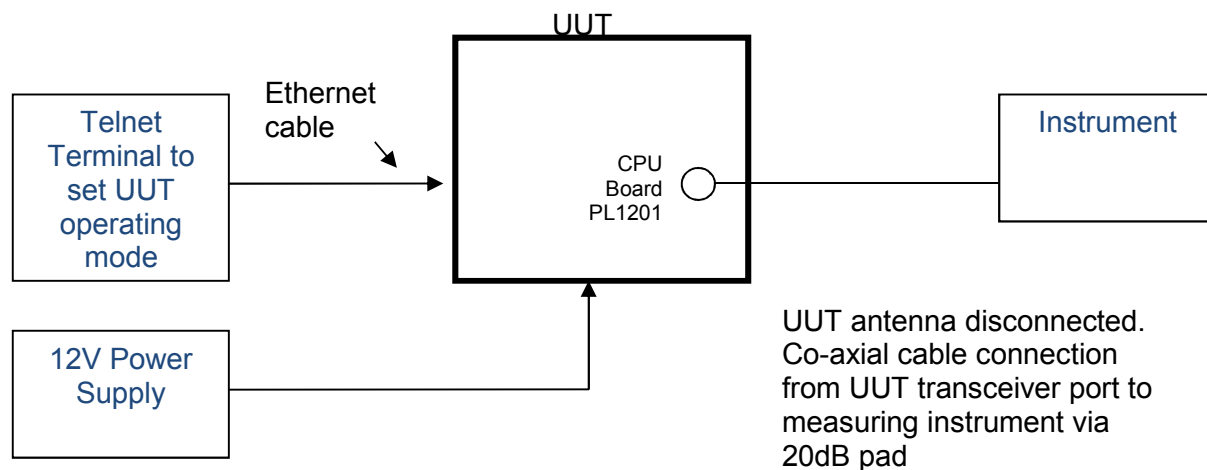 UUT
Ethernet
cable
Telnet
Terminal to
set UUT
operating
mode
CPU
Board
PL1201
Instrument
12V Power
Supply
UUT antenna disconnected.
Co-axial cable connection
from UUT transceiver port to
measuring instrument via
20dB pad